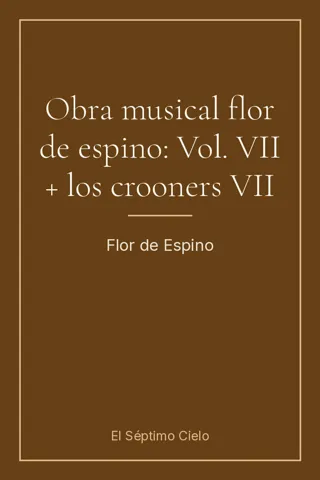 Obra musical flor
de espino: Vol. VII
+ los crooners VII
Flor de Espino
El Séptimo Cielo